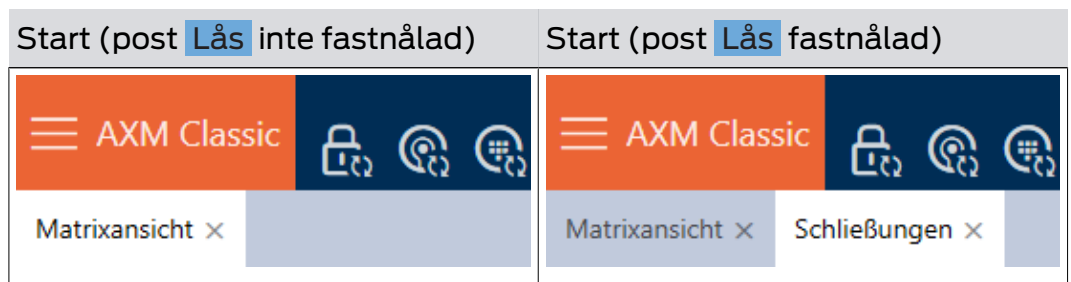 Start (post Lås inte fastnålad)
Start (post Lås fastnålad)
AXM Classic
Matrixansicht ×
AXM Classic
Matrixansicht × Schließungen ×